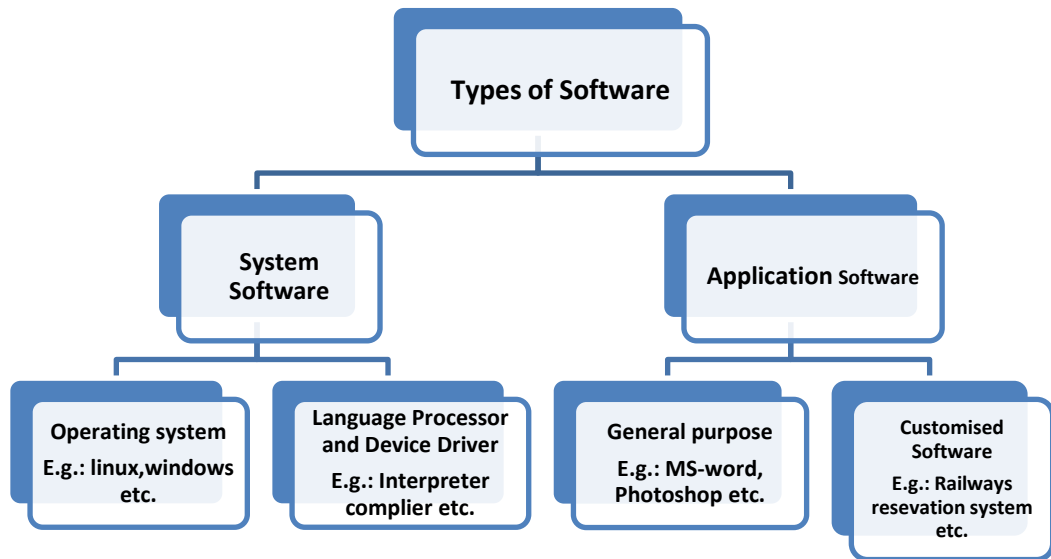 Types of Software
System
Software
Application Software
Operating system
E.g.: linux,windows
etc.
Language Processor
and Device Driver
E.g.: Interpreter
complier etc.
General purpose
E.g.: MS-word,
Photoshop etc.
Customised
Software
E.g.: Railways
resevation system
etc.